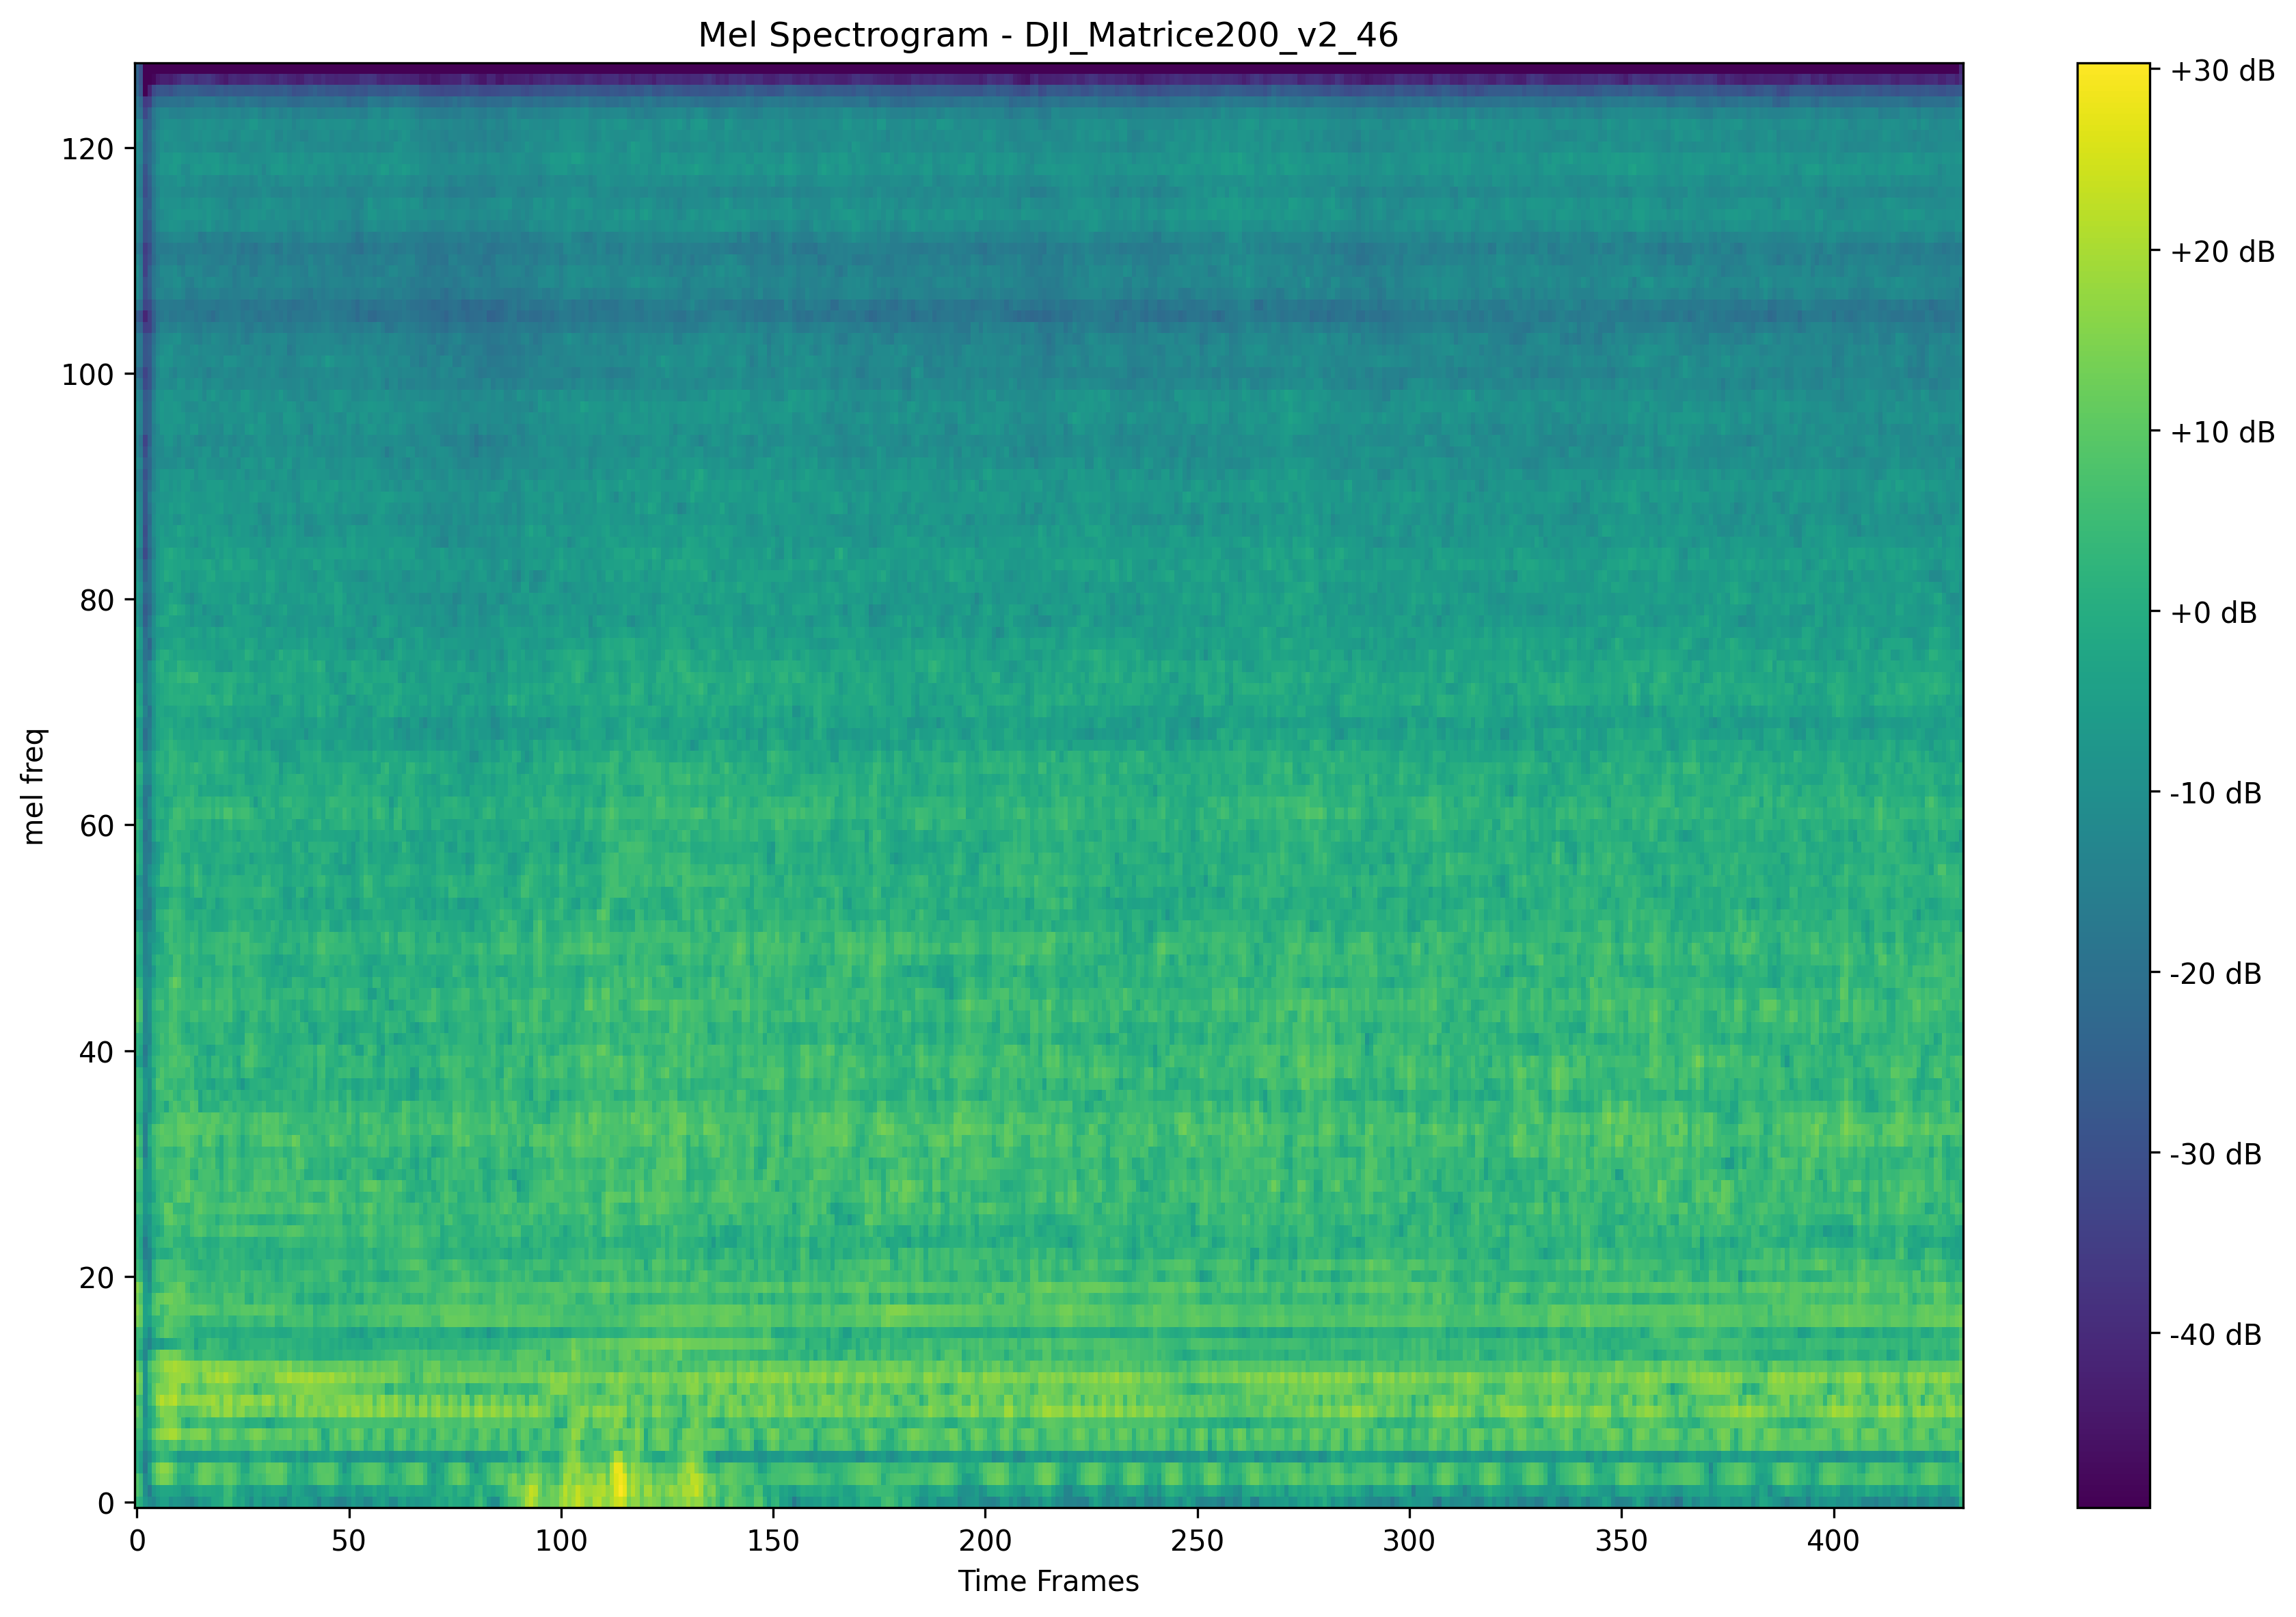 Mel Spectrogram - DJI_Matrice200_v2_46
mel freq
120
100
80
60
40
20
0
0 50 100 150 200 250 300 350 400
Time Frames
+30 dB
+20 dB
+10 dB
+0 dB
-10 dB
-20 dB
-30 dB
-40 dB